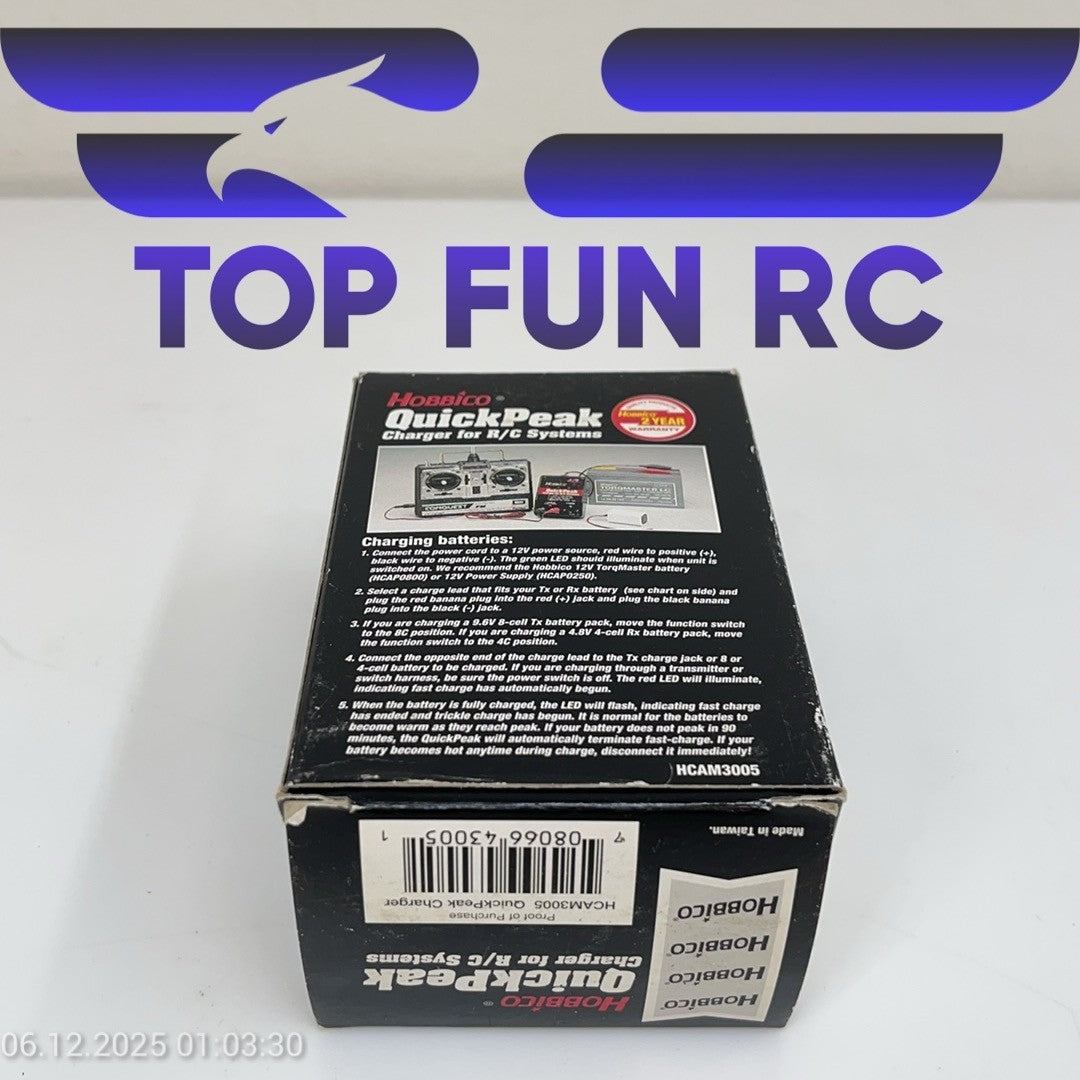 TOP FUN RC
HOBBICO®
QuickPeak
Charger for R/C Systems
HOBBICO
2 YEAR
WARRANTY
HOBBICO
QuickPeak
TORQMASTER
CONQUEST
Charging batteries:
1. Connect the power cord to a 12V power source, red wire to positive (+),
black wire to negative (-). The green LED should illuminate when unit is
switched on. We recommend the Hobbico 12V TorqMaster battery
(HCAP0800) or 12V Power Supply (HCAP0250).
2. Select a charge lead that fits your Tx or Rx battery (see chart on side) and
plug the red banana plug into the red (+) jack and plug the black banana
plug into the black (-) jack.
3. If you are charging a 9.6V 8-cell Tx battery pack, move the function switch
to the 8C position. If you are charging a 4.8V 4-cell Rx battery pack, move
the function switch to the 4C position.
4. Connect the opposite end of the charge lead to the Tx charge jack or 8 or
4-cell battery to be charged. If you are charging through a transmitter or
switch harness, be sure the power switch is off. The red LED will illuminate,
indicating fast charge has automatically begun.
5. When the battery is fully charged, the LED will flash, indicating fast charge
has ended and trickle charge has begun. It is normal for the batteries to
become warm as they reach peak. If your battery does not peak in 90
minutes, the QuickPeak will automatically terminate fast-charge. If your
battery becomes hot anytime during charge, disconnect it immediately!
HCAM3005
Made in Taiwan.
7 08066 43005 1
HCAM3005 QuickPeak Charger
Proof of Purchase
HOBBICO®
HOBBICO®
HOBBICO®
HOBBICO®
HOBBICO®
QuickPeak
Charger for R/C Systems
06.12.2025 01:03:30